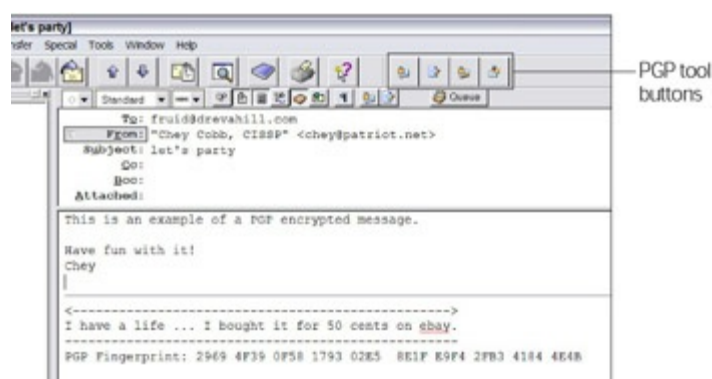 let's party]
nsfer Special Tools Window Help
PGP tool
buttons
Standard
Queue
To: fruid@drevahill.com
From: "Chey Cobb, CISSP" <chey@patriot.net>
Subject: let's party
Cc:
Bcc:
Attached:
This is an example of a PGP encrypted message.
Have fun with it!
Chey
<------------------------------------------------>
I have a life ... I bought it for 50 cents on ebay.
------------------------------------------------
PGP Fingerprint: 2969 4F39 0F58 1793 02E5 8E1F E9F4 2FB3 4184 4E4B